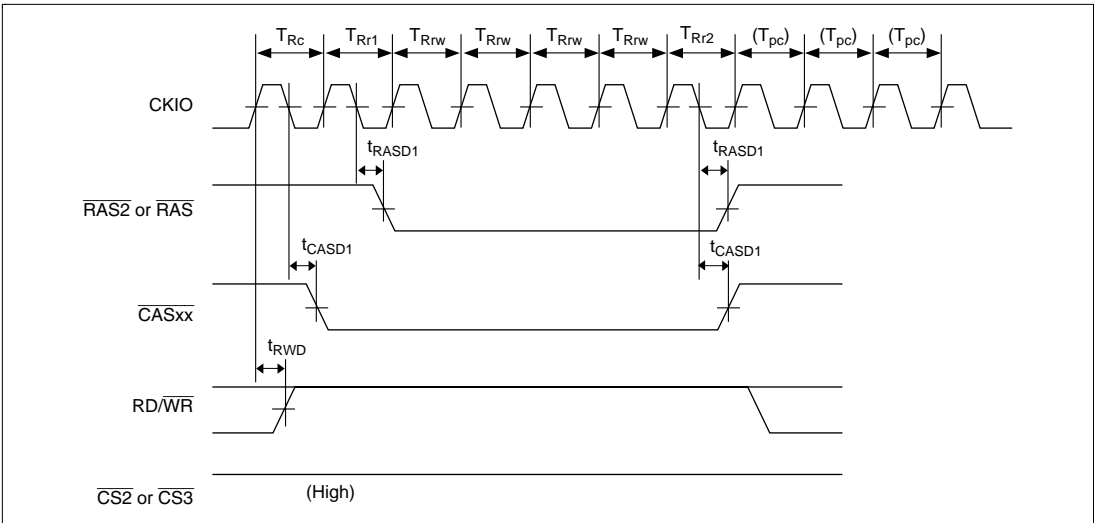 TRc TRr1 TRrw TRrw TRrw TRrw TRr2 (Tpc) (Tpc) (Tpc)
CKIO
tRASD1 tRASD1
RAS2 or RAS
tCASD1 tCASD1
CASxx
tRWD
RD/WR
CS2 or CS3 (High)